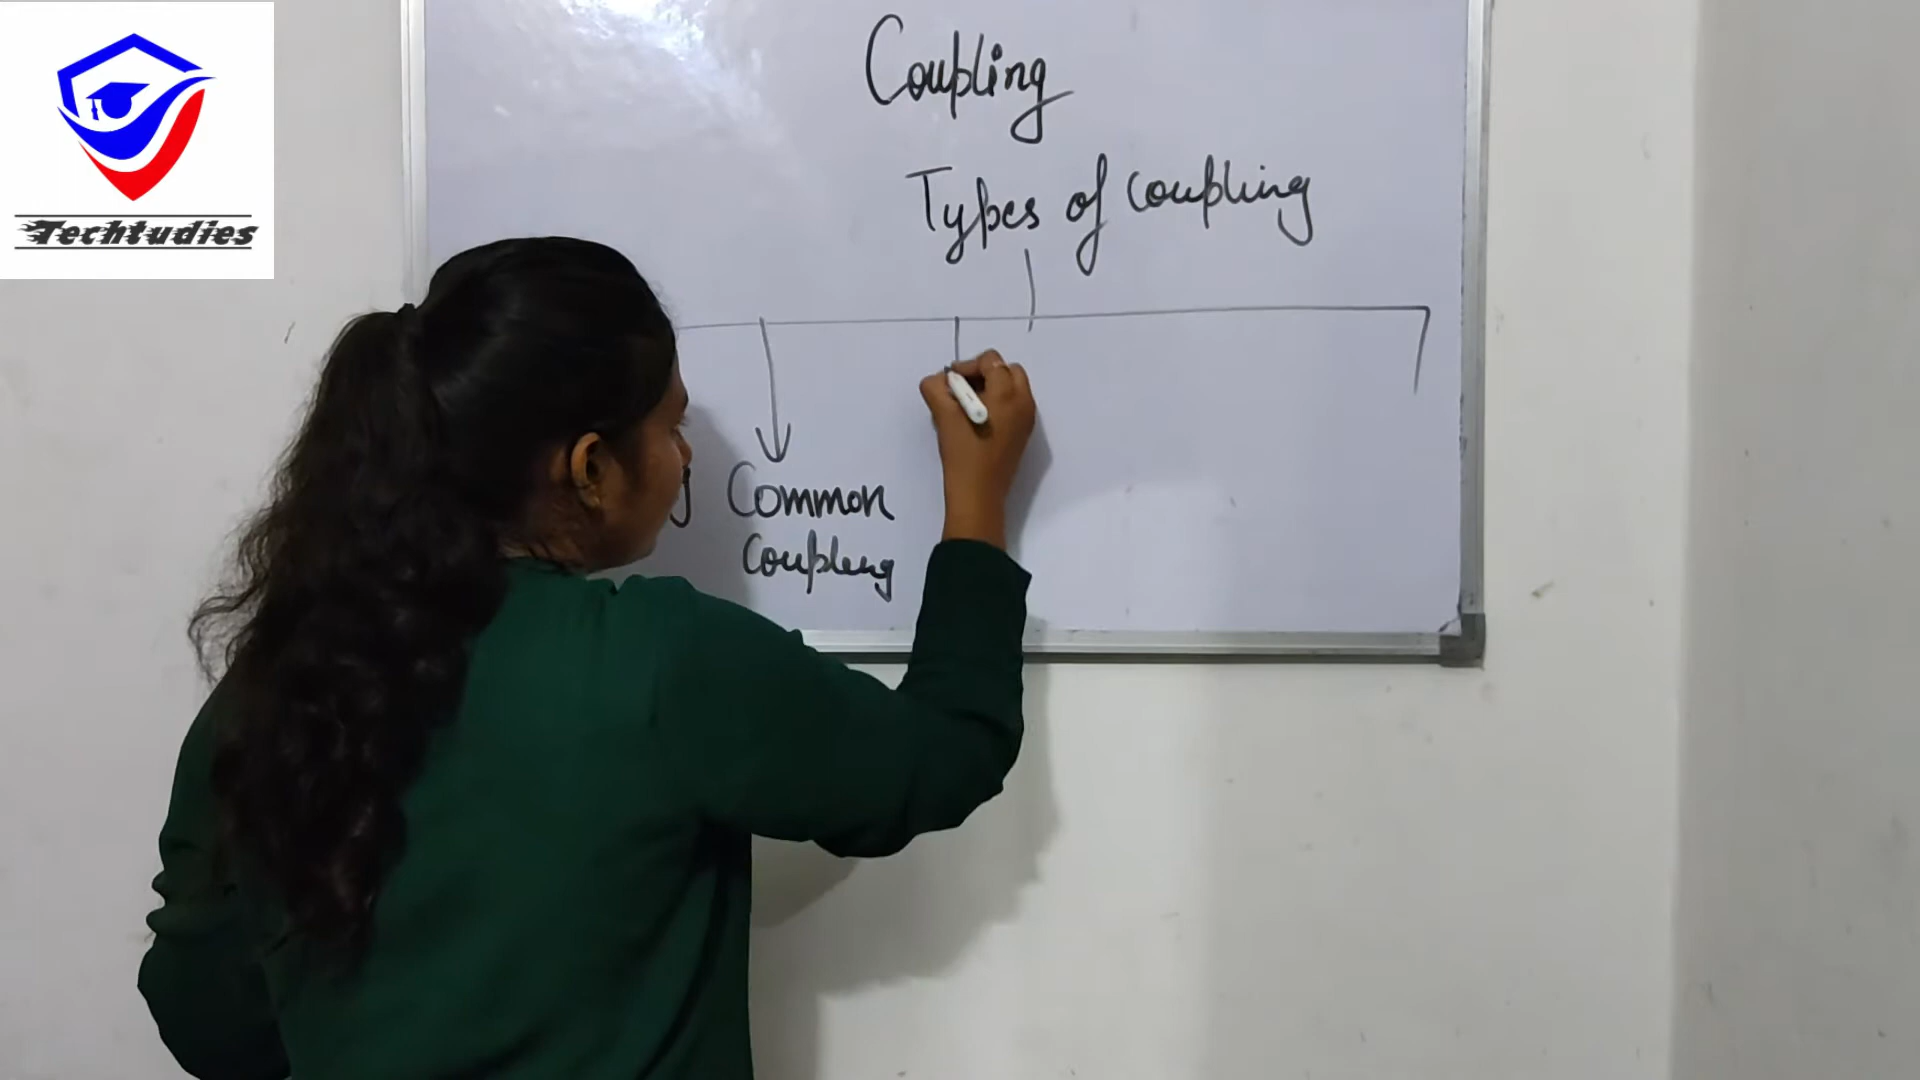 Techtudies
Coupling
Types of coupling
Common
coupling